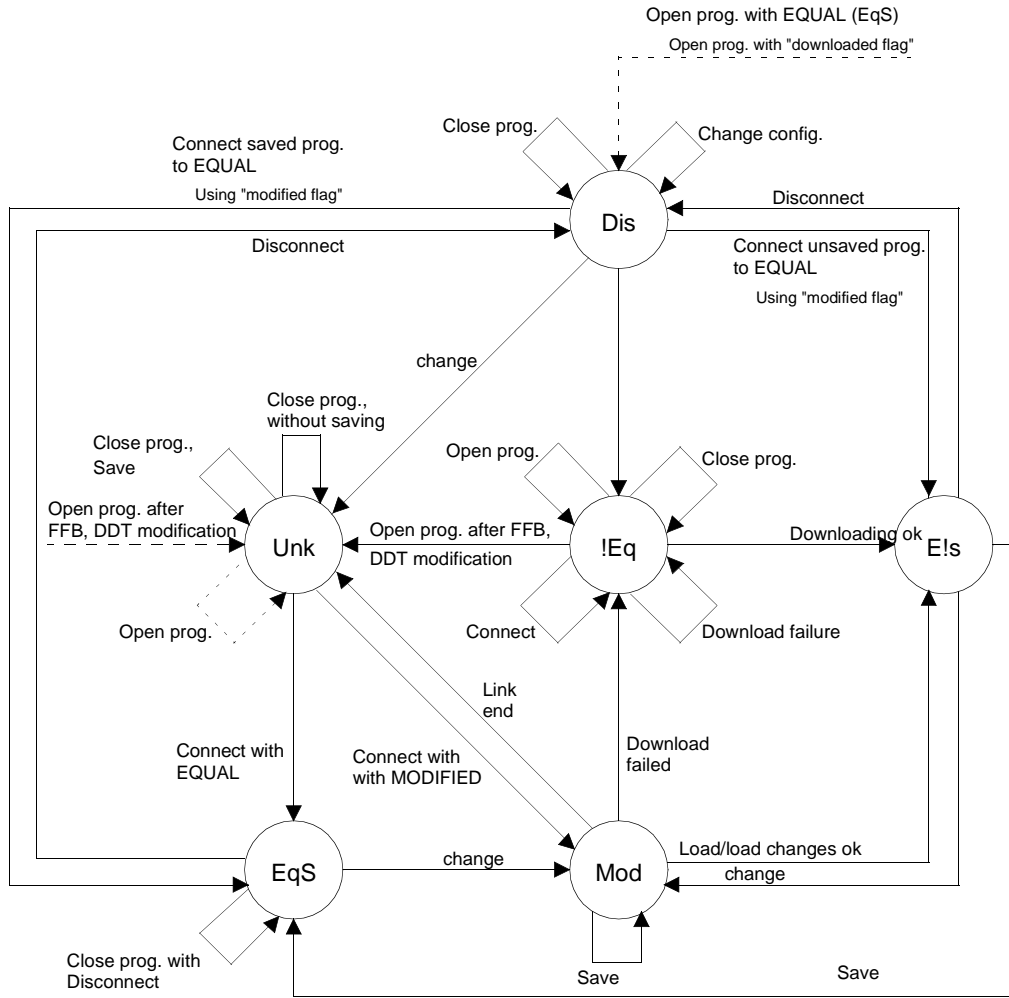 Open prog. with EQUAL (EqS)
Open prog. with "downloaded flag"
Close prog.
Change config.
Connect saved prog.
to EQUAL
Using "modified flag"
Disconnect
Dis
Disconnect
Connect unsaved prog.
to EQUAL
Using "modified flag"
change
Close prog.,
without saving
Close prog.,
Save
Open prog.
Close prog.
Open prog. after
FFB, DDT modification
Unk
Open prog. after FFB,
DDT modification
!Eq
Downloading ok
E!s
Open prog.
Connect
Download failure
Link
end
Connect with
EQUAL
Connect with
with MODIFIED
Download
failed
EqS
change
Mod
Load/load changes ok
change
Close prog. with
Disconnect
Save
Save